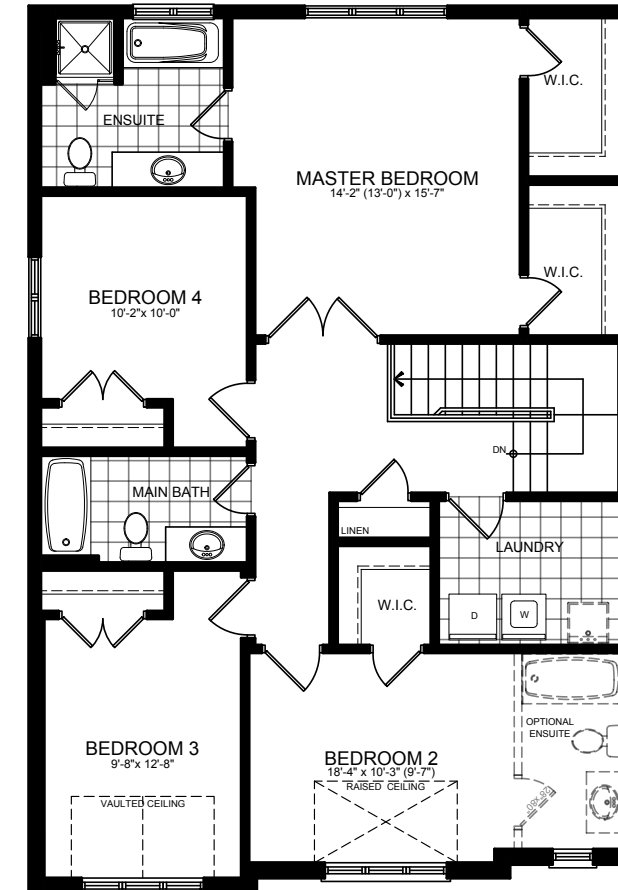 W.I.C.
ENSUITE
MASTER BEDROOM
14'-2" (13'-0") x 15'-7"
W.I.C.
BEDROOM 4
10'-2"x 10'-0"
DN
MAIN BATH
LINEN
LAUNDRY
W.I.C.
D
W
OPTIONAL
ENSUITE
BEDROOM 3
9'-8"x 12'-8"
BEDROOM 2
18'-4" x 10'-3" (9'-7")
RAISED CEILING
VAULTED CEILING